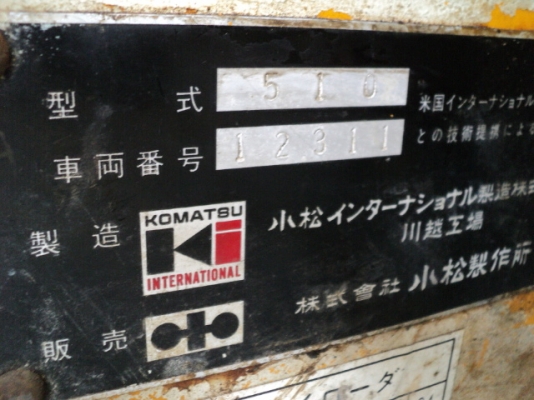 型式 510
米国インターナショナル
との技術提携によ
車両番号 12311
製造 KOMATSU
INTERNATIONAL
小松インターナショナル製造株式
川越工場
販売 株式會社 小松製作所
ローダ